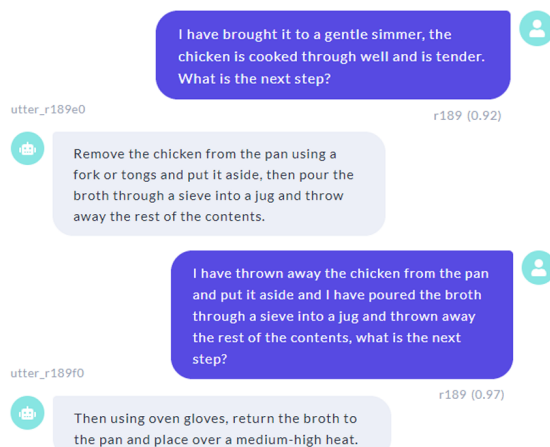 I have brought it to a gentle simmer, the
chicken is cooked through well and is tender.
What is the next step?
utter_r189e0
r189 (0.92)
Remove the chicken from the pan using a
fork or tongs and put it aside, then pour the
broth through a sieve into a jug and throw
away the rest of the contents.
I have thrown away the chicken from the pan
and put it aside and I have poured the broth
through a sieve into a jug and thrown away
the rest of the contents, what is the next
step?
utter_r189f0
r189 (0.97)
Then using oven gloves, return the broth to
the pan and place over a medium-high heat.